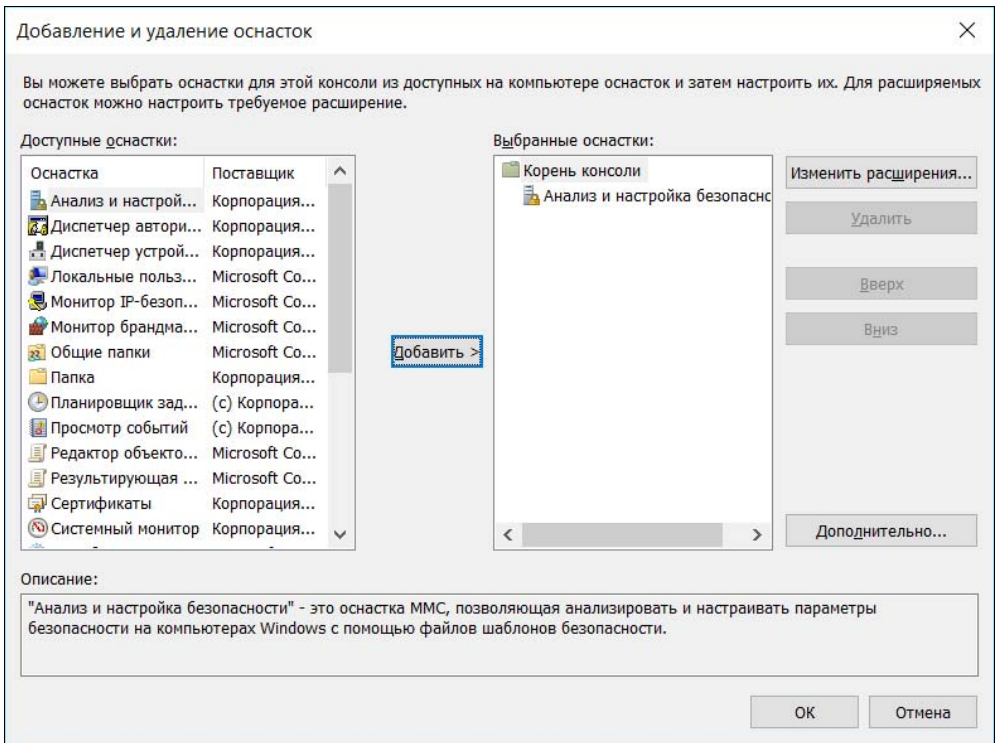 Добавление и удаление оснасток
Вы можете выбрать оснастки для этой консоли из доступных на компьютере оснасток и затем настроить их. Для расширяемых
оснасток можно настроить требуемое расширение.
Доступные оснастки:
Оснастка Поставщик
Анализ и настрой... Корпорация...
Диспетчер автори... Корпорация...
Диспетчер устрой... Корпорация...
Локальные польз... Microsoft Co...
Монитор IP-безоп... Microsoft Co...
Монитор брандма... Microsoft Co...
Общие папки Microsoft Co...
Папка Корпорация...
Планировщик зад... (c) Корпора...
Просмотр событий (c) Корпора...
Редактор объекто... Microsoft Co...
Результирующая ... Microsoft Co...
Сертификаты Корпорация...
Системный монитор Корпорация...
Добавить >
Выбранные оснастки:
Корень консоли
Анализ и настройка безопаснс
Изменить расширения...
Удалить
Вверх
Вниз
Дополнительно...
Описание:
"Анализ и настройка безопасности" - это оснастка MMC, позволяющая анализировать и настраивать параметры
безопасности на компьютерах Windows с помощью файлов шаблонов безопасности.
ОК Отмена